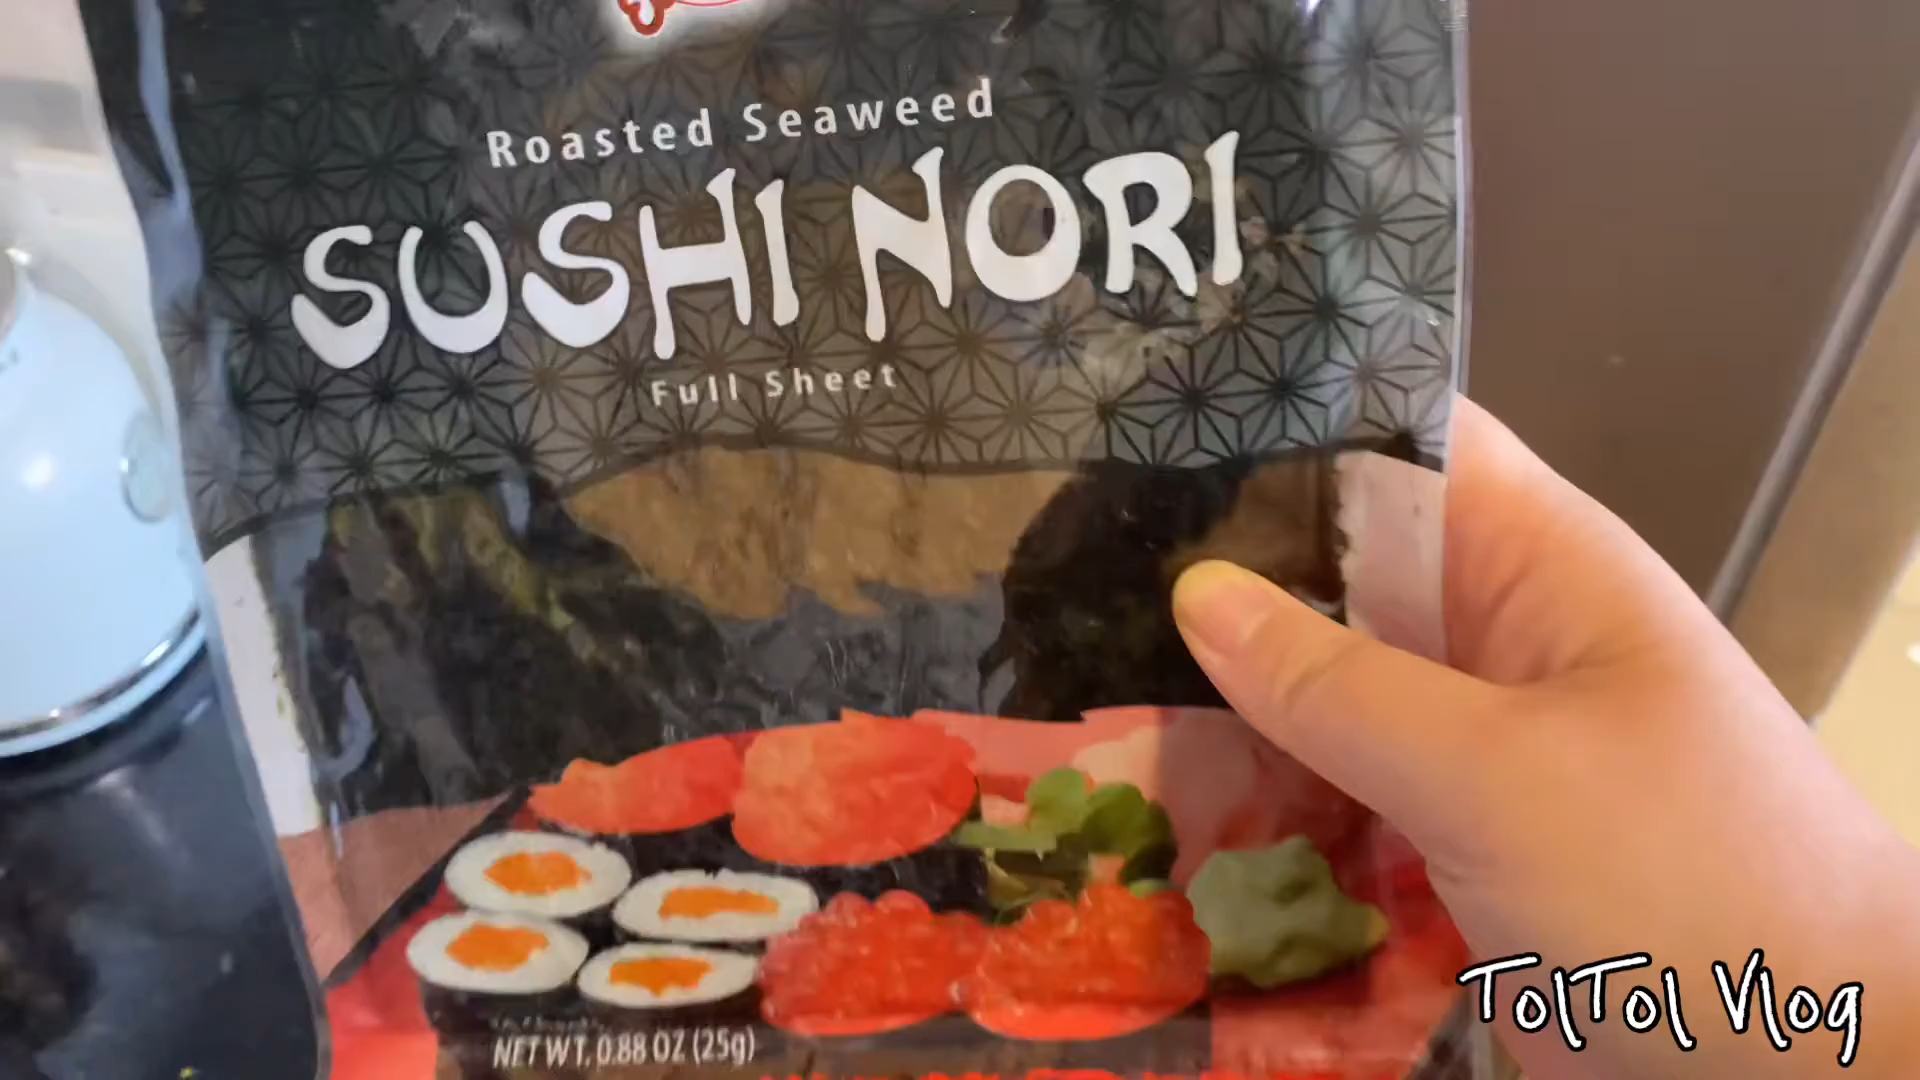 Roasted Seaweed
SUSHI NORI
Full Sheet
NET WT. 0.88 OZ (25g)
TolTol Vlog